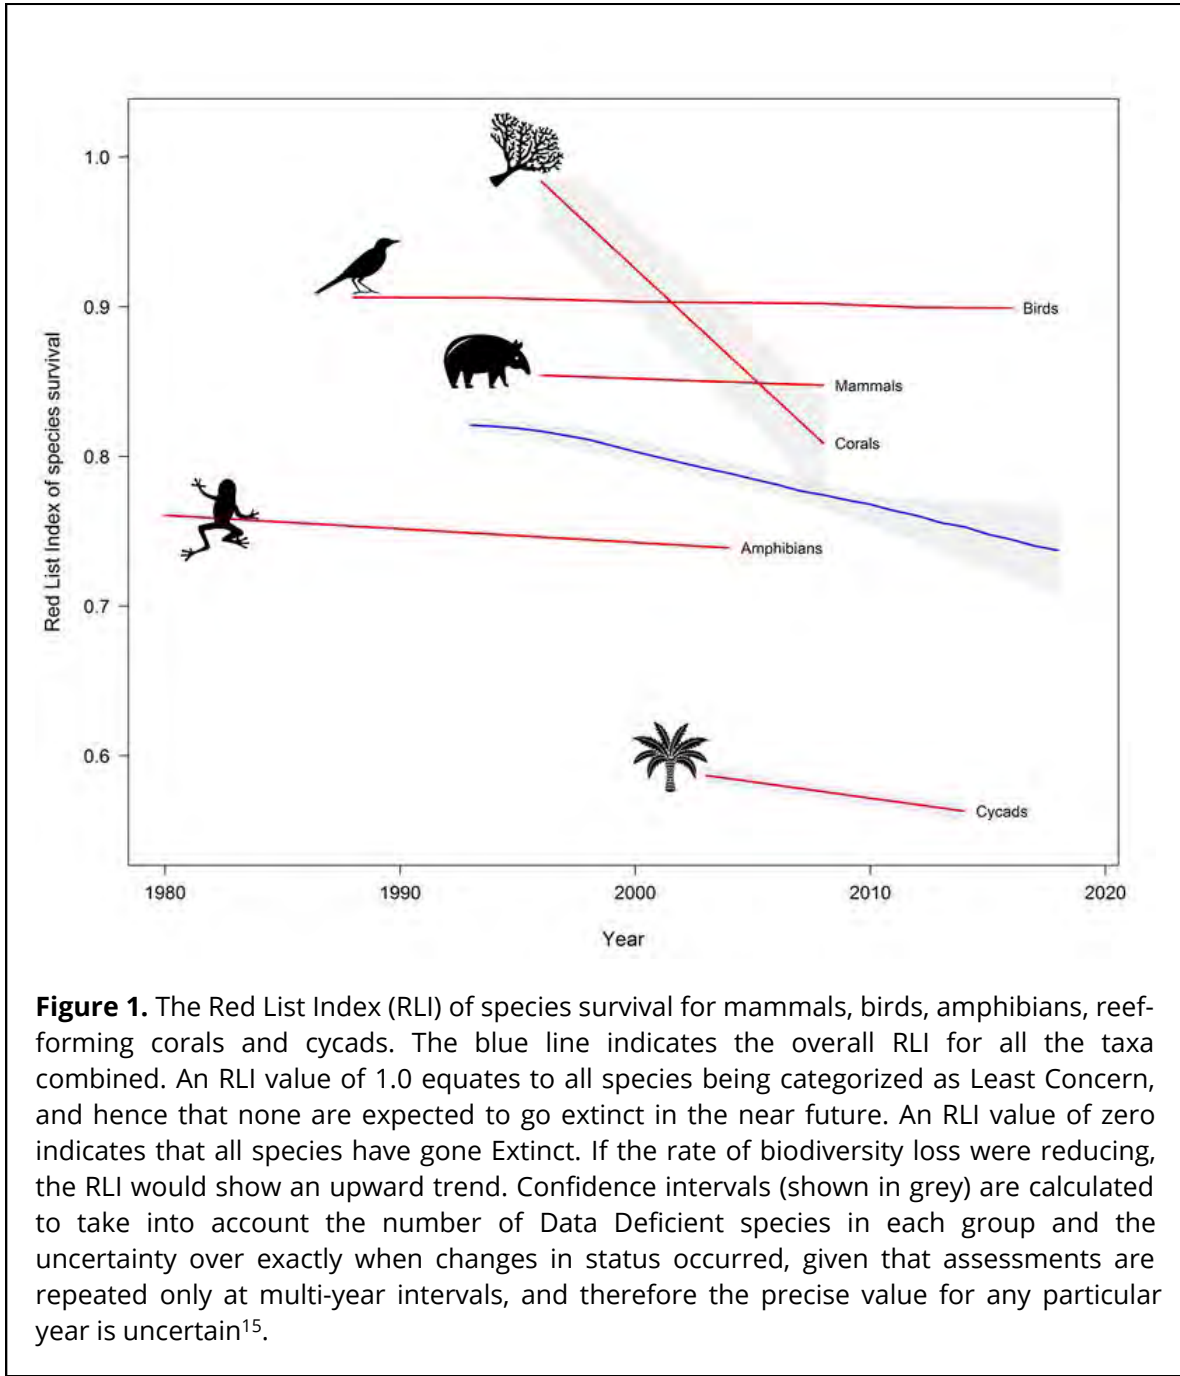 1.0
0.9
0.8
0.7
0.6
Red List Index of species survival
Birds
Mammals
Corals
Amphibians
Cycads
1980 1990 2000 2010 2020
Year
Figure 1. The Red List Index (RLI) of species survival for mammals, birds, amphibians, reef-
forming corals and cycads. The blue line indicates the overall RLI for all the taxa
combined. An RLI value of 1.0 equates to all species being categorized as Least Concern,
and hence that none are expected to go extinct in the near future. An RLI value of zero
indicates that all species have gone Extinct. If the rate of biodiversity loss were reducing,
the RLI would show an upward trend. Confidence intervals (shown in grey) are calculated
to take into account the number of Data Deficient species in each group and the
uncertainty over exactly when changes in status occurred, given that assessments are
repeated only at multi-year intervals, and therefore the precise value for any particular
year is uncertain¹⁵.